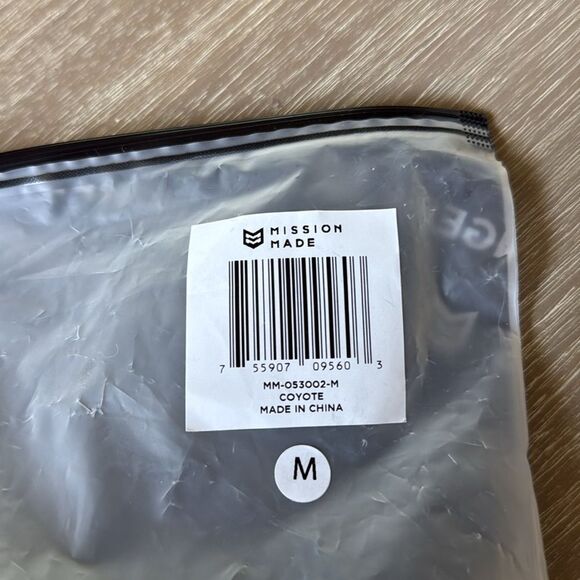 MISSION
MADE
7 55907 09560 3
MM-053002-M
COYOTE
MADE IN CHINA
M